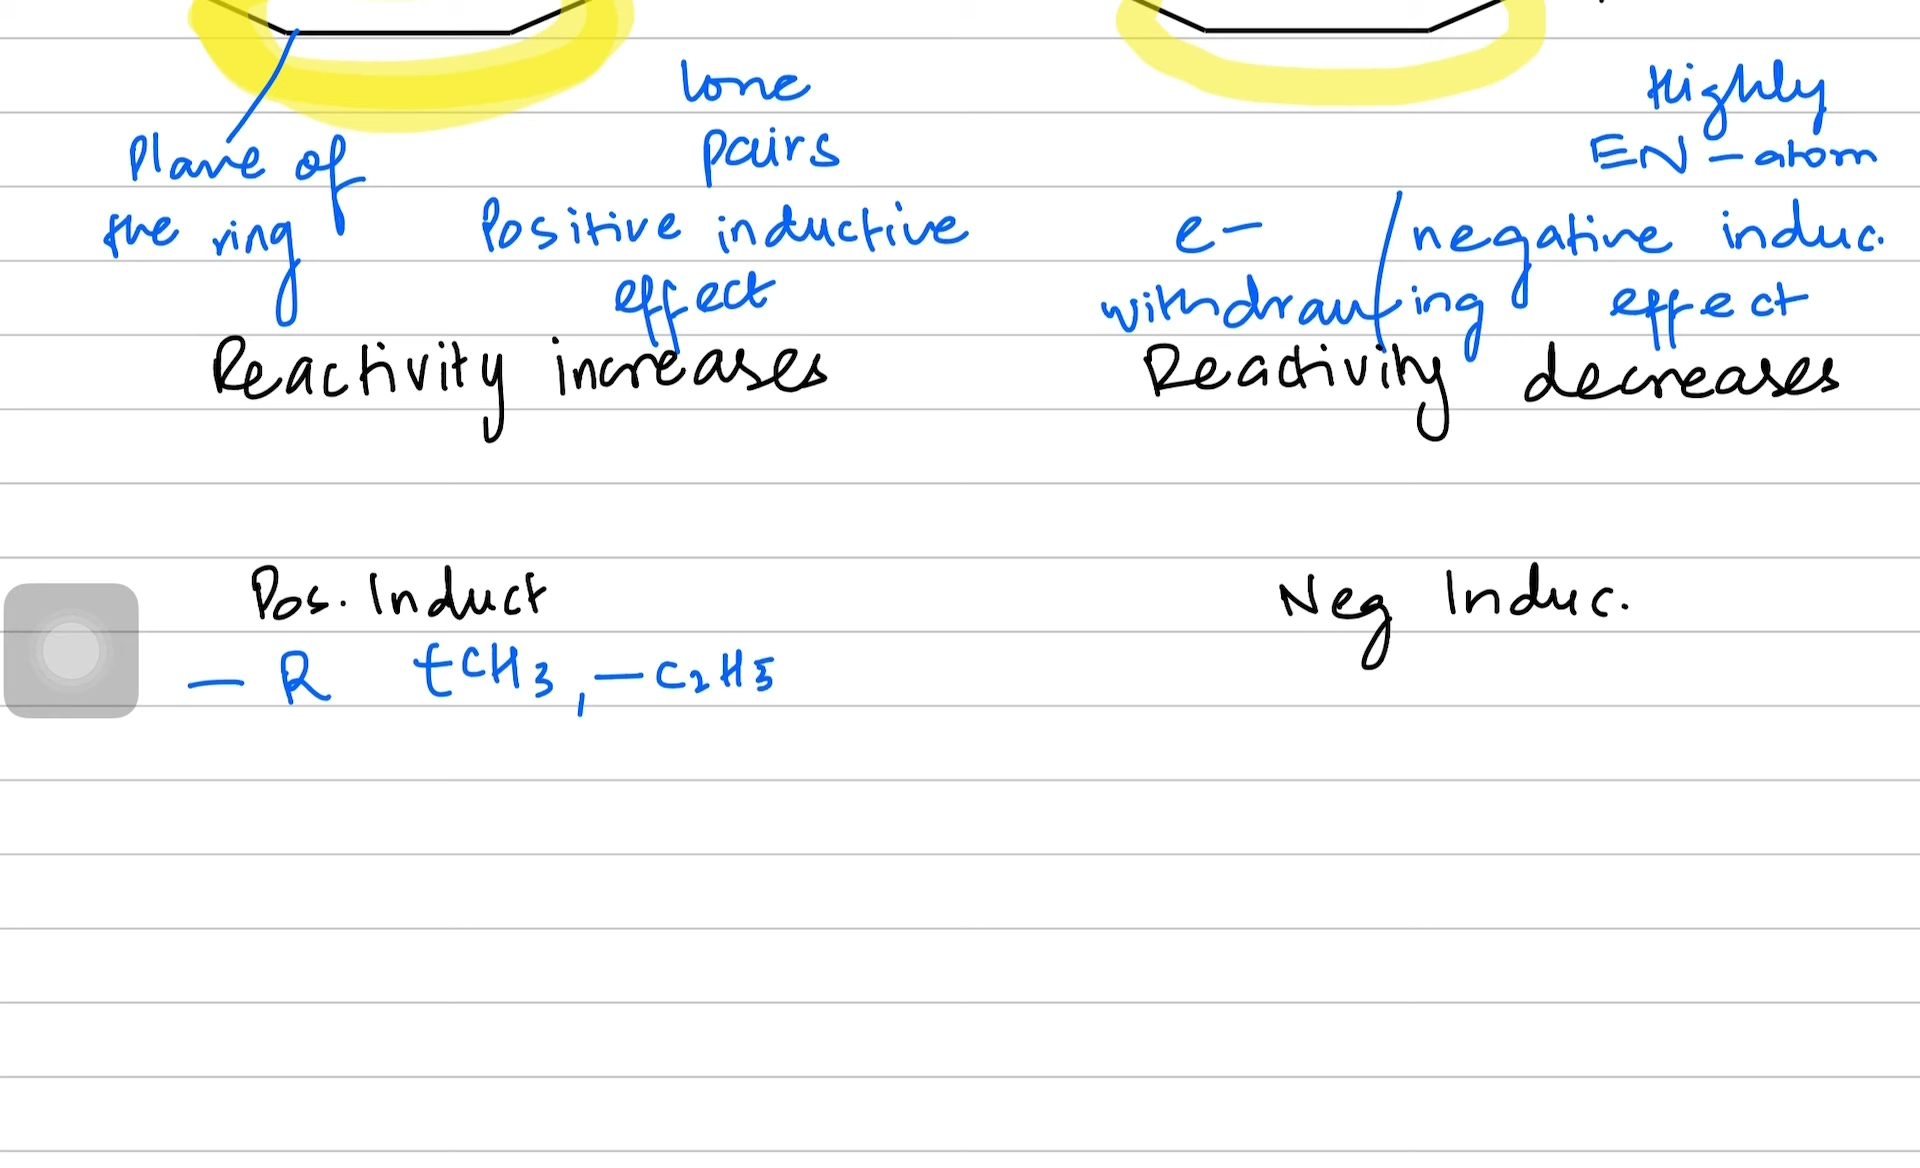 lone
pairs
Plane of
the ring
Positive inductive
effect
Reactivity increases
Highly
EN - atom
e- / negative induc.
withdrawing effect
Reactivity decreases
Pos. Induct
- R -CH3, - C2H5
Neg Induc.